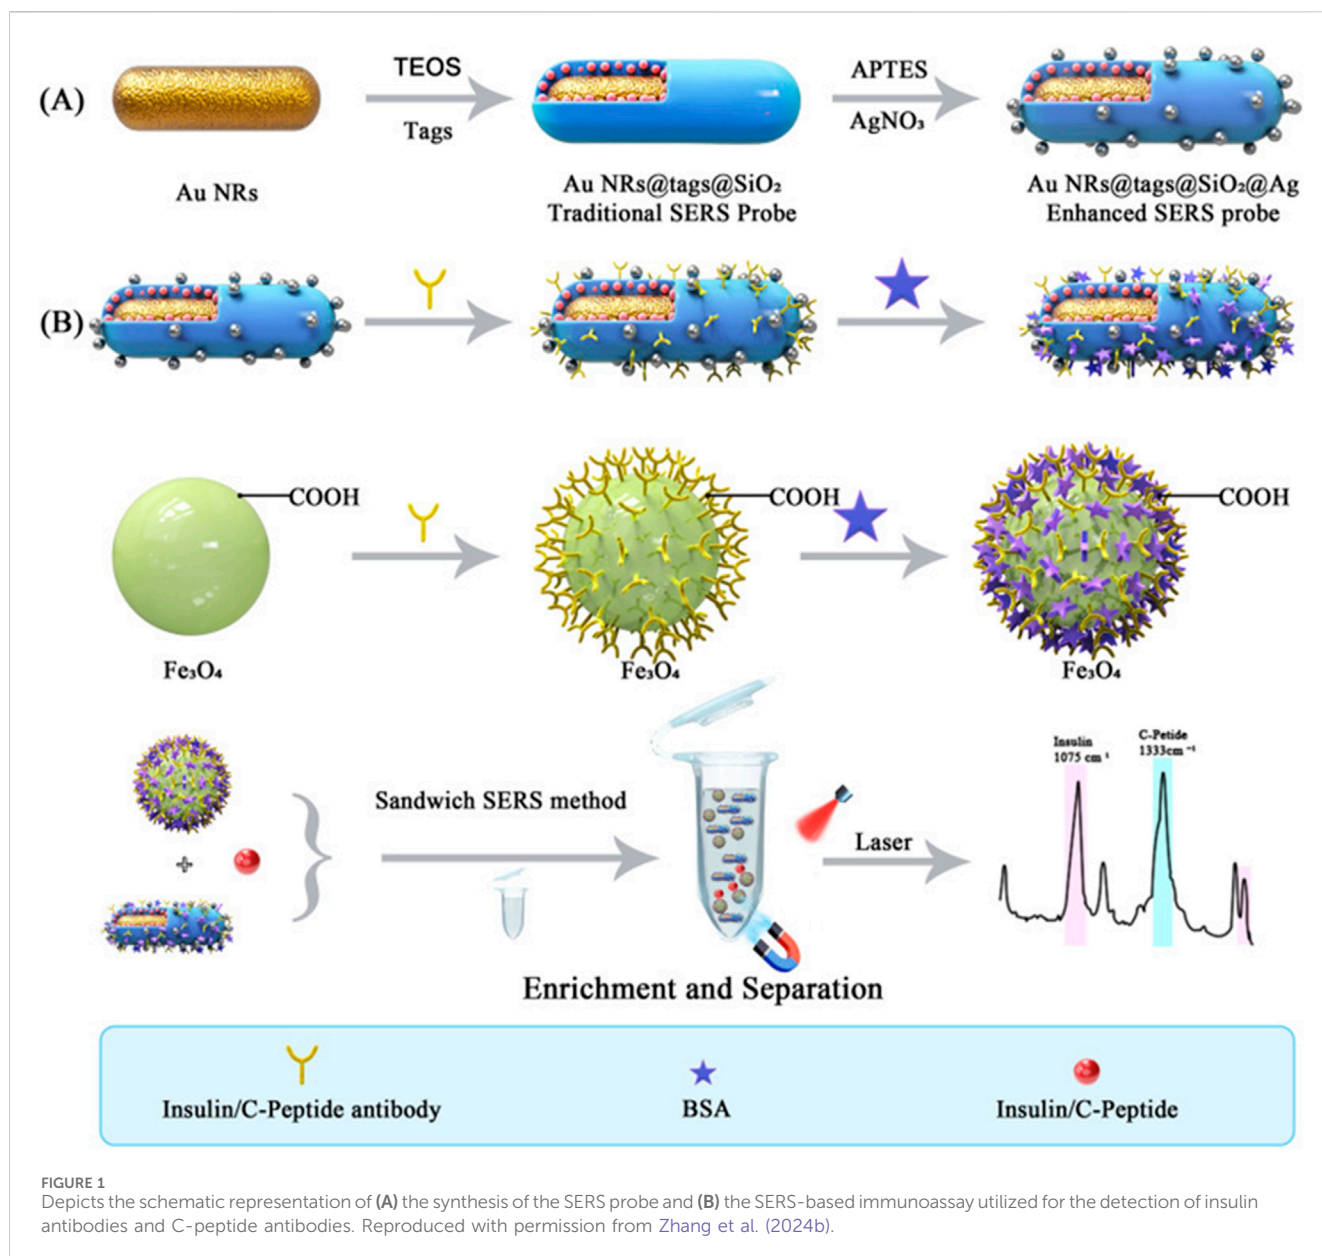 (A)
TEOS
Tags
APTES
AgNO₃
Au NRs
Au NRs@tags@SiO₂
Traditional SERS Probe
Au NRs@tags@SiO₂@Ag
Enhanced SERS probe
(B)
COOH
COOH
COOH
Fe₃O₄
Fe₃O₄
Fe₃O₄
Sandwich SERS method
Laser
Insulin
1075 cm⁻¹
C-Petide
1333cm⁻¹
Enrichment and Separation
Insulin/C-Peptide antibody
BSA
Insulin/C-Peptide
FIGURE 1
Depicts the schematic representation of (A) the synthesis of the SERS probe and (B) the SERS-based immunoassay utilized for the detection of insulin
antibodies and C-peptide antibodies. Reproduced with permission from Zhang et al. (2024b).